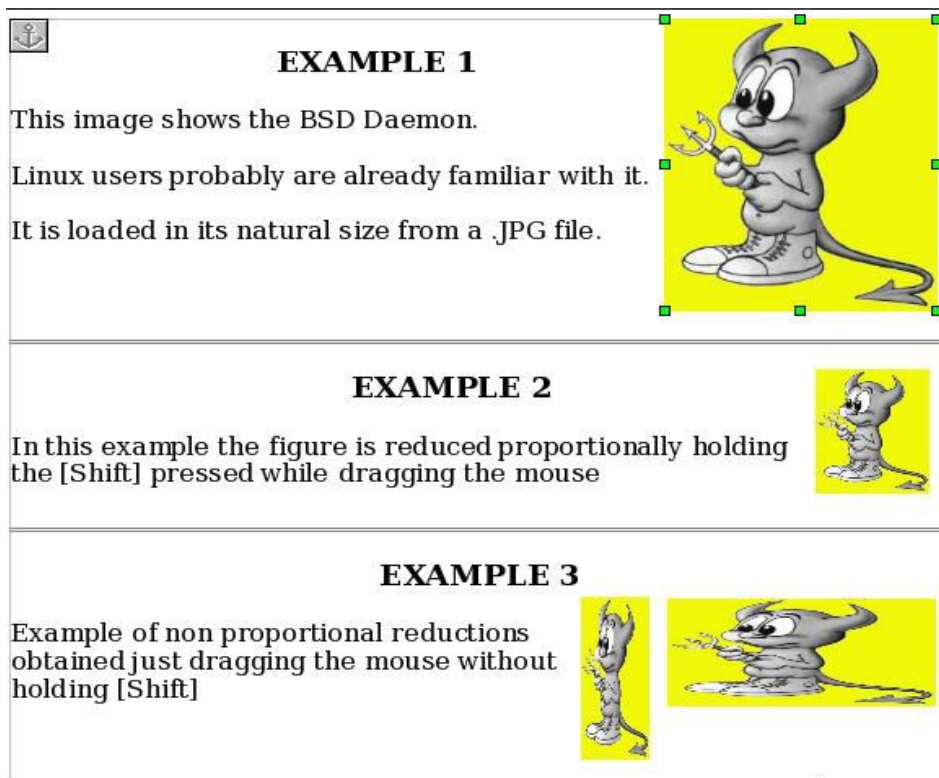 EXAMPLE 1
This image shows the BSD Daemon.
Linux users probably are already familiar with it.
It is loaded in its natural size from a .JPG file.
EXAMPLE 2
In this example the figure is reduced proportionally holding
the [Shift] pressed while dragging the mouse
EXAMPLE 3
Example of non proportional reductions
obtained just dragging the mouse without
holding [Shift]